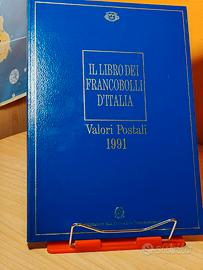 IL LIBRO DEI
FRANCOBOLLI
D'ITALIA
Valori Postali
1991